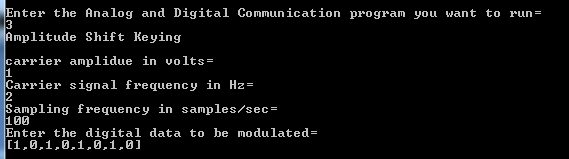 Enter the Analog and Digital Communication program you want to run=
3
Amplitude Shift Keying
carrier amplidue in volts=
1
Carrier signal frequency in Hz=
2
Sampling frequency in samples/sec=
100
Enter the digital data to be modulated=
[1,0,1,0,1,0,1,0]